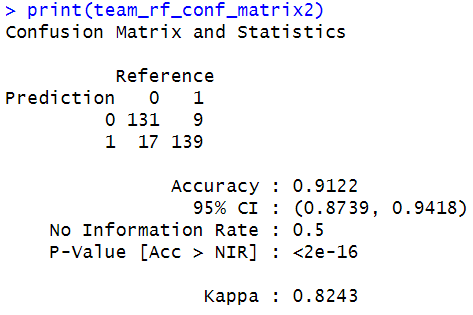 > print(team_rf_conf_matrix2)
Confusion Matrix and Statistics
Reference
Prediction 0 1
0 131 9
1 17 139
Accuracy : 0.9122
95% CI : (0.8739, 0.9418)
No Information Rate : 0.5
P-Value [Acc > NIR] : <2e-16
Kappa : 0.8243